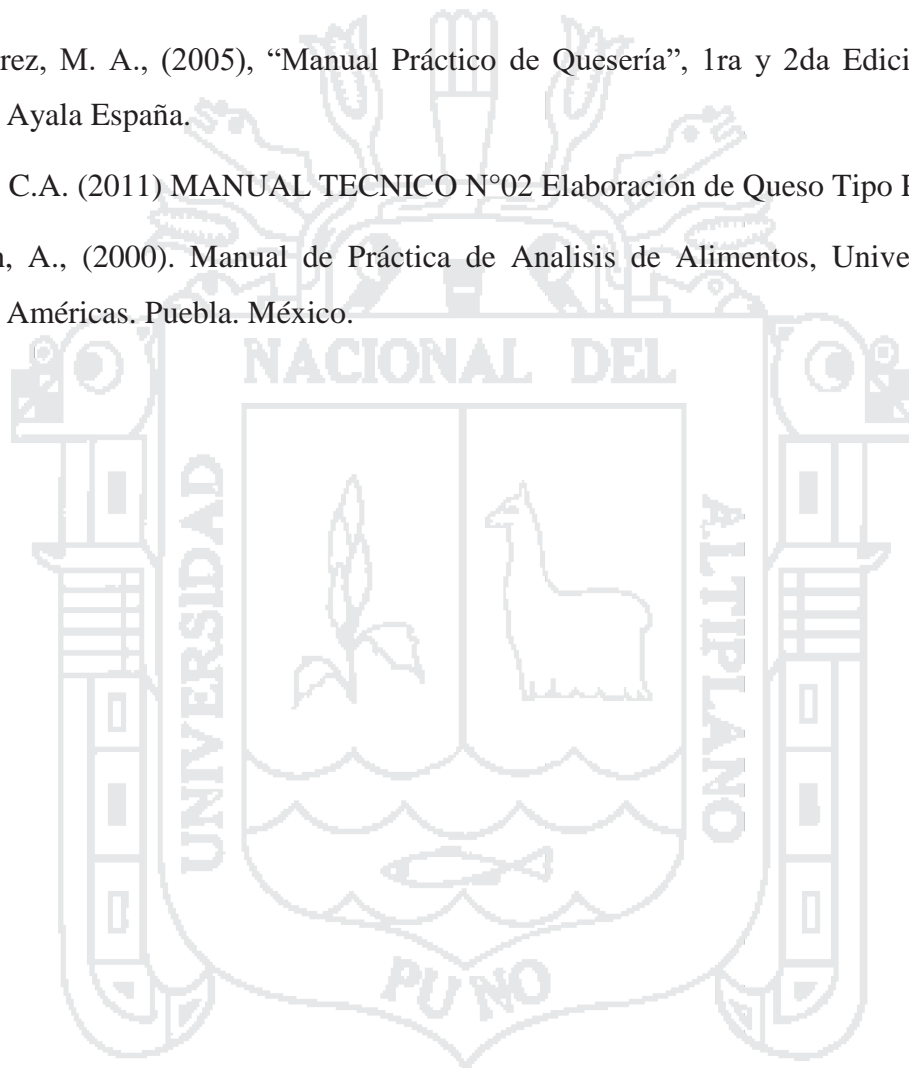 rez, M. A., (2005), “Manual Práctico de Quesería”, 1ra y 2da Edici
Ayala España.
C.A. (2011) MANUAL TECNICO N°02 Elaboración de Queso Tipo
n, A., (2000). Manual de Práctica de Analisis de Alimentos, Unive
Américas. Puebla. México.
NACIONAL DEL
UNIVERSIDAD
ALTIPLANO
PUNO